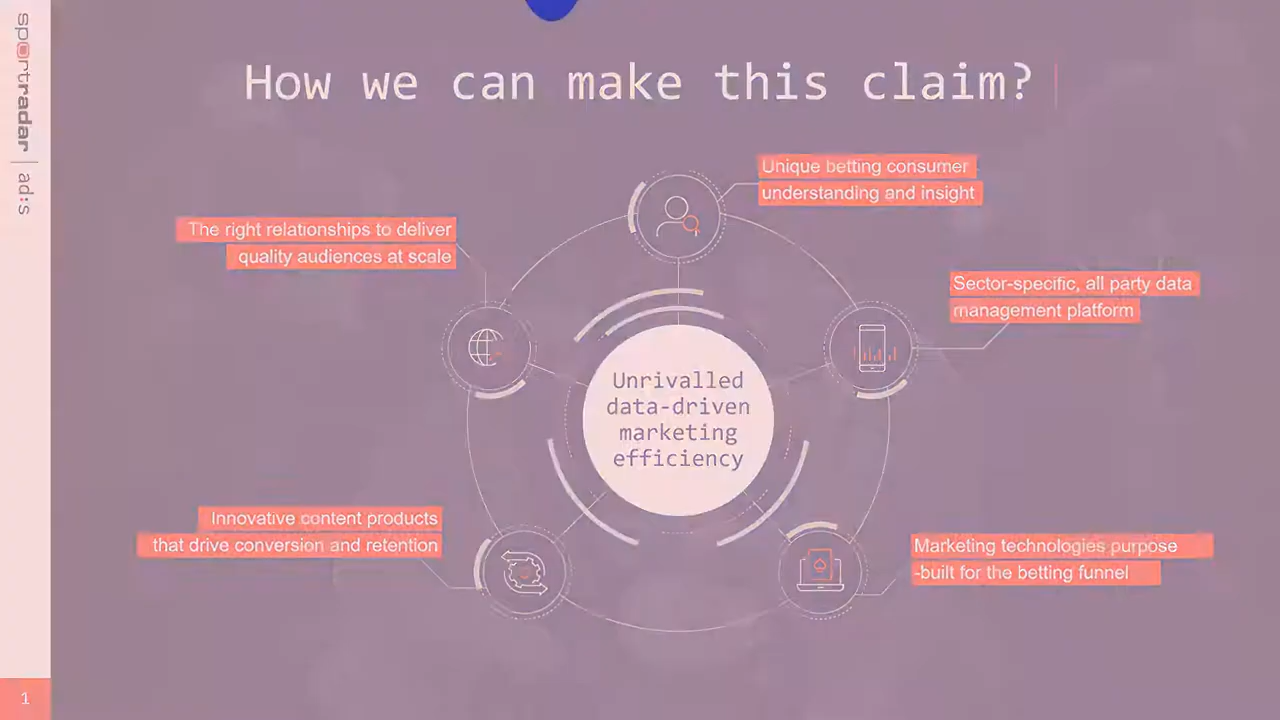 sportradar | ad:s
How we can make this claim?
Unique betting consumer
understanding and insight
The right relationships to deliver
quality audiences at scale
Sector-specific, all party data
management platform
Unrivalled
data-driven
marketing
efficiency
Innovative content products
that drive conversion and retention
Marketing technologies purpose
-built for the betting funnel
1